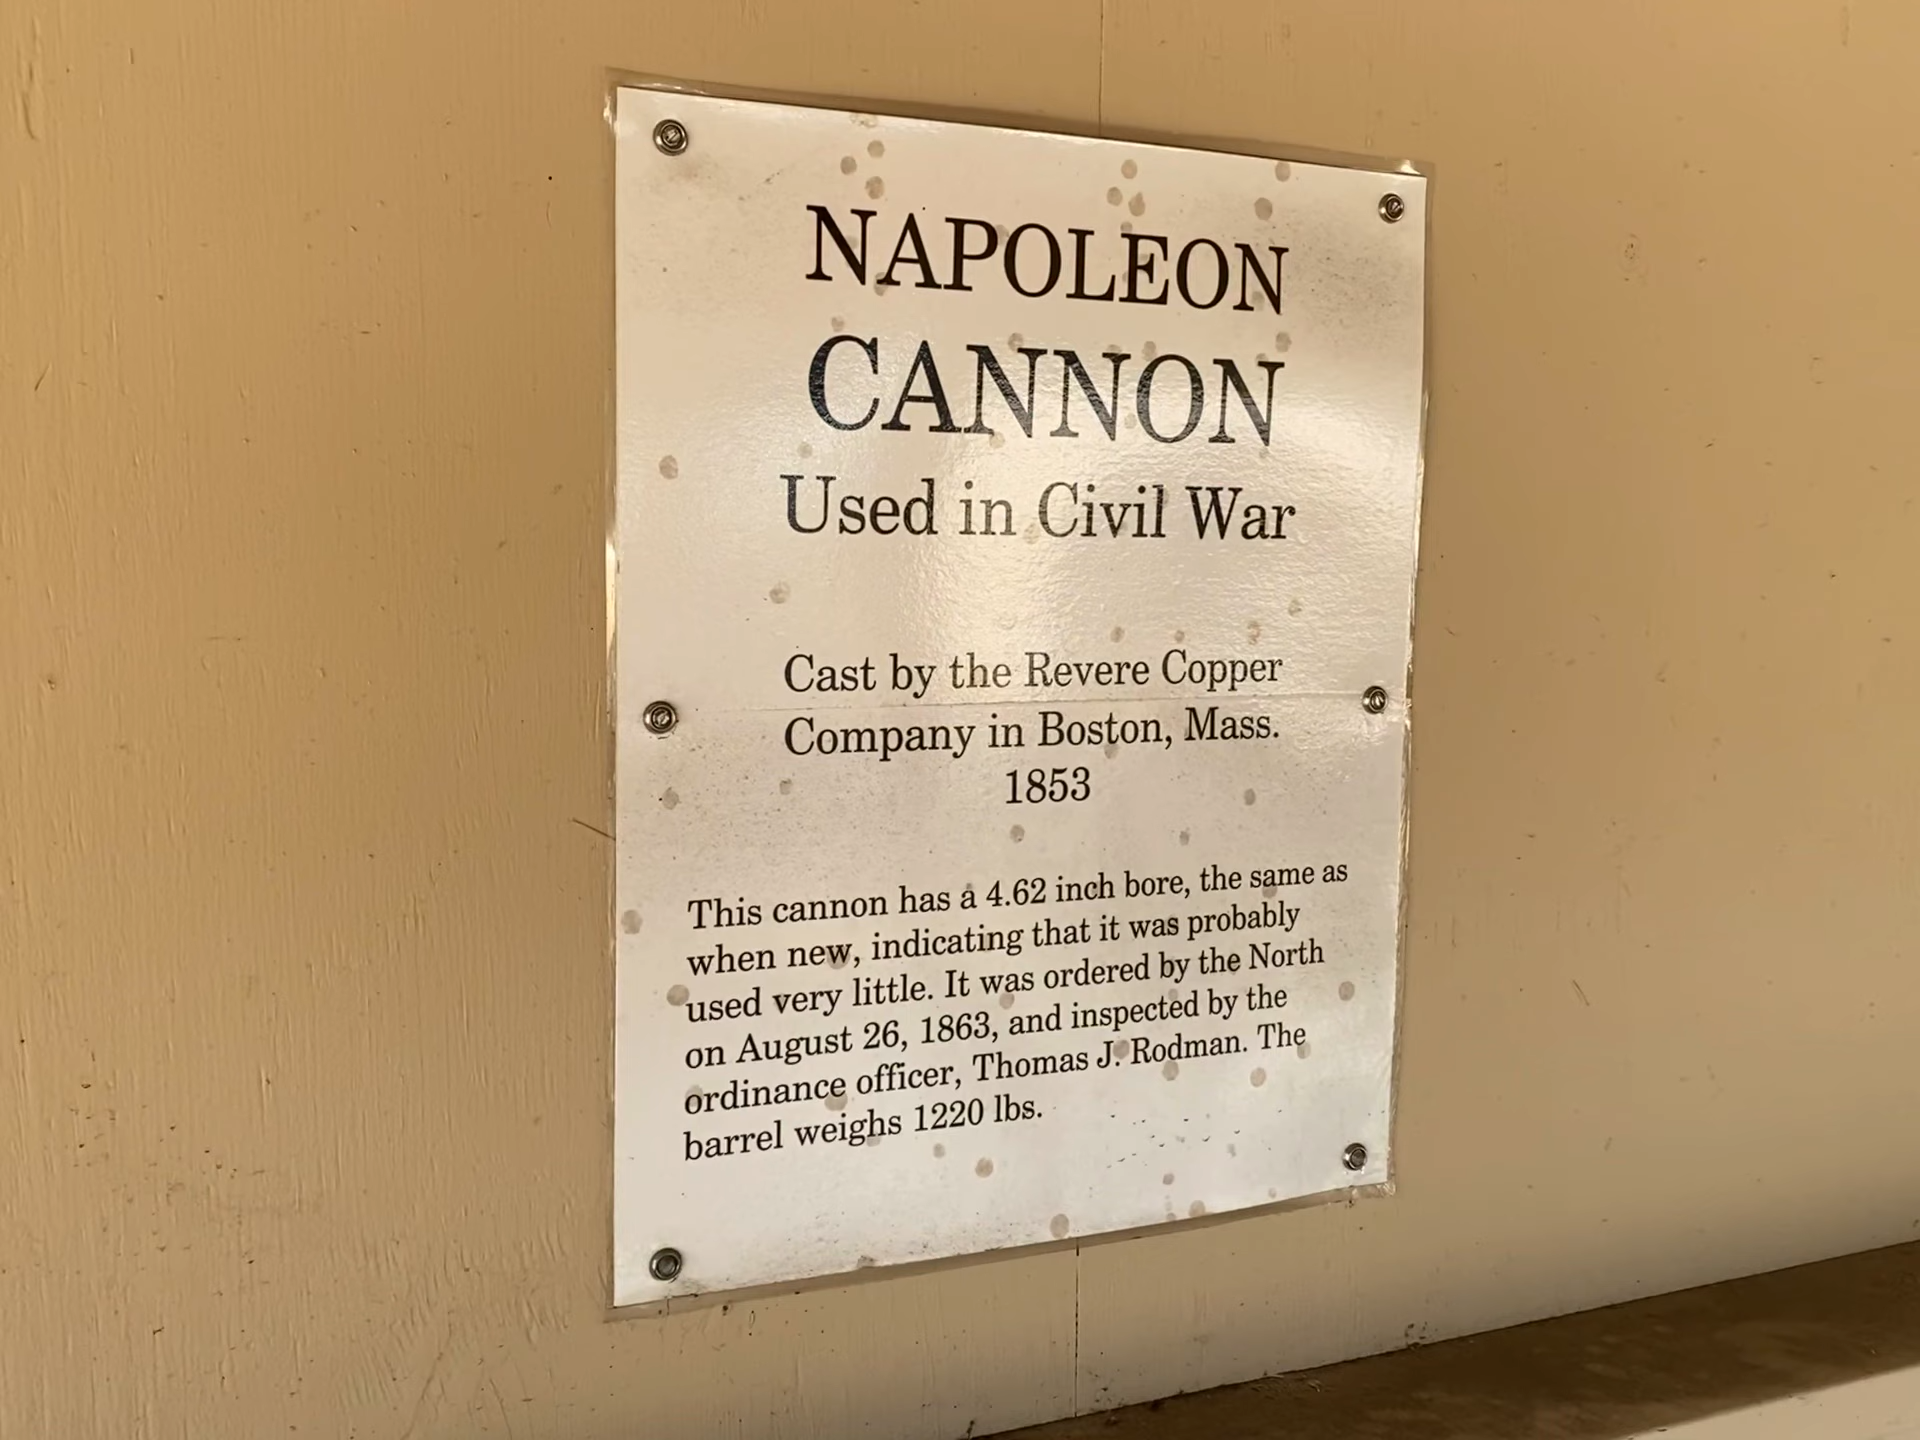 NAPOLEON
CANNON
Used in Civil War
Cast by the Revere Copper
Company in Boston, Mass.
1853
This cannon has a 4.62 inch bore, the same as
when new, indicating that it was probably
used very little. It was ordered by the North
on August 26, 1863, and inspected by the
ordinance officer, Thomas J. Rodman. The
barrel weighs 1220 lbs.